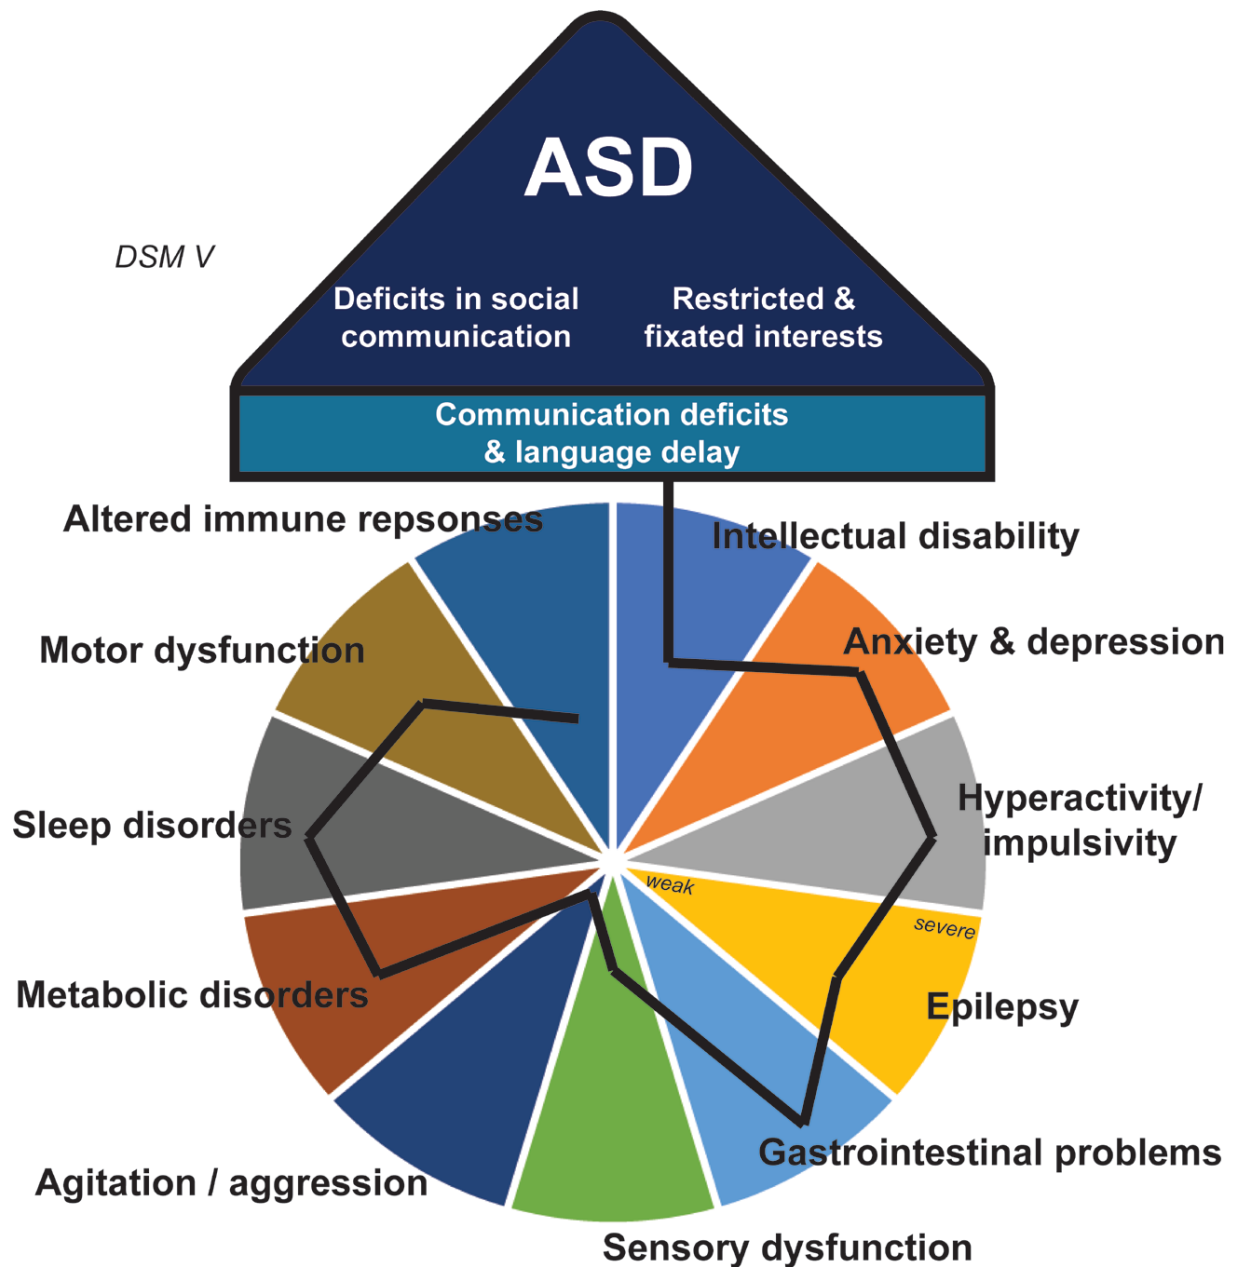 ASD
DSM V
Deficits in social
communication
Restricted &
fixated interests
Communication deficits
& language delay
Altered immune repsonses
Intellectual disability
Motor dysfunction
Anxiety & depression
Sleep disorders
Hyperactivity/
impulsivity
weak
severe
Metabolic disorders
Epilepsy
Agitation / aggression
Gastrointestinal problems
Sensory dysfunction